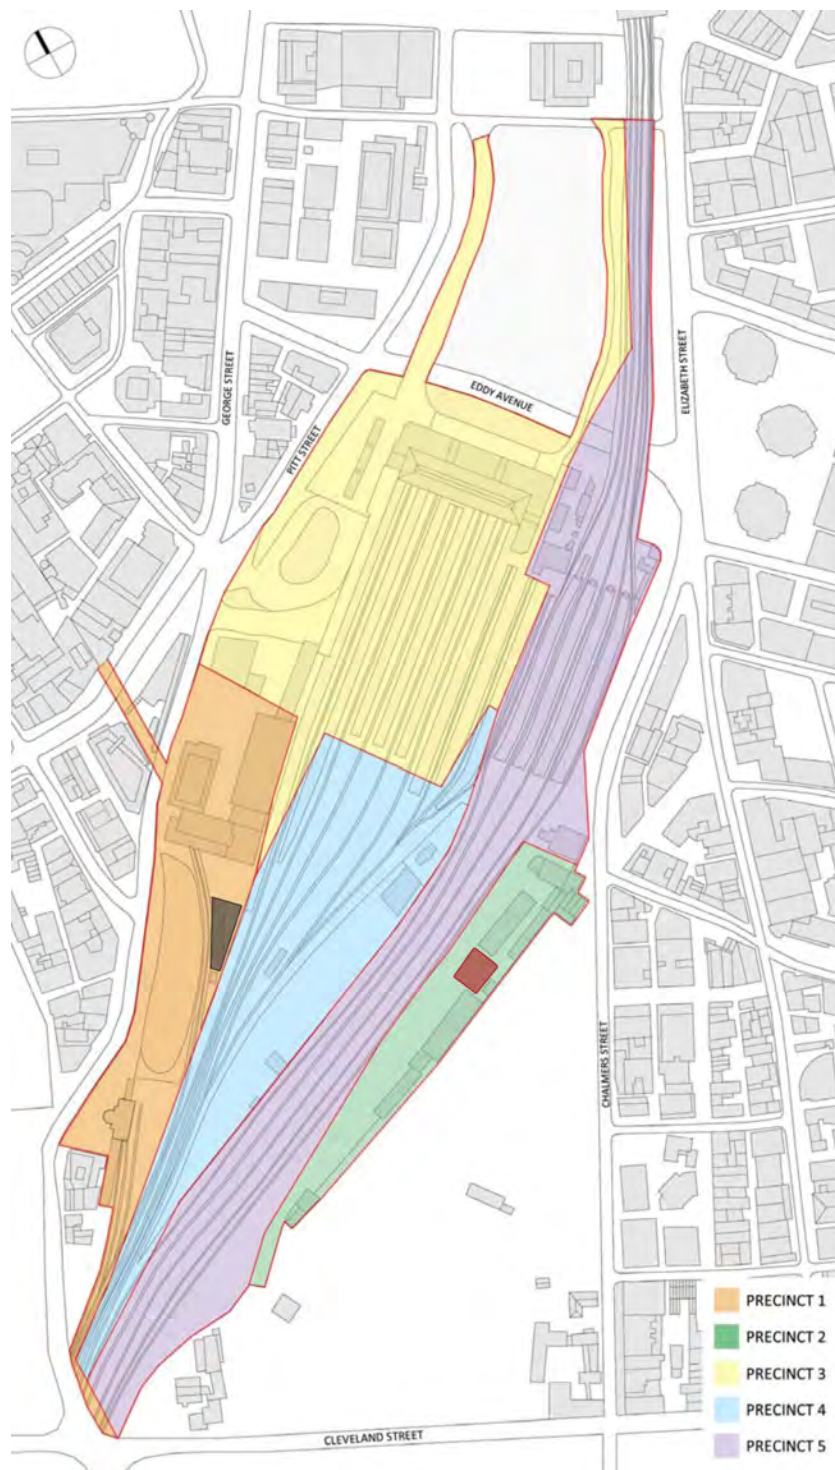 EDDY AVENUE
ELIZABETH STREET
GEORGE STREET
PITT STREET
CHALMERS STREET
PRECINCT 1
PRECINCT 2
PRECINCT 3
PRECINCT 4
PRECINCT 5
CLEVELAND STREET